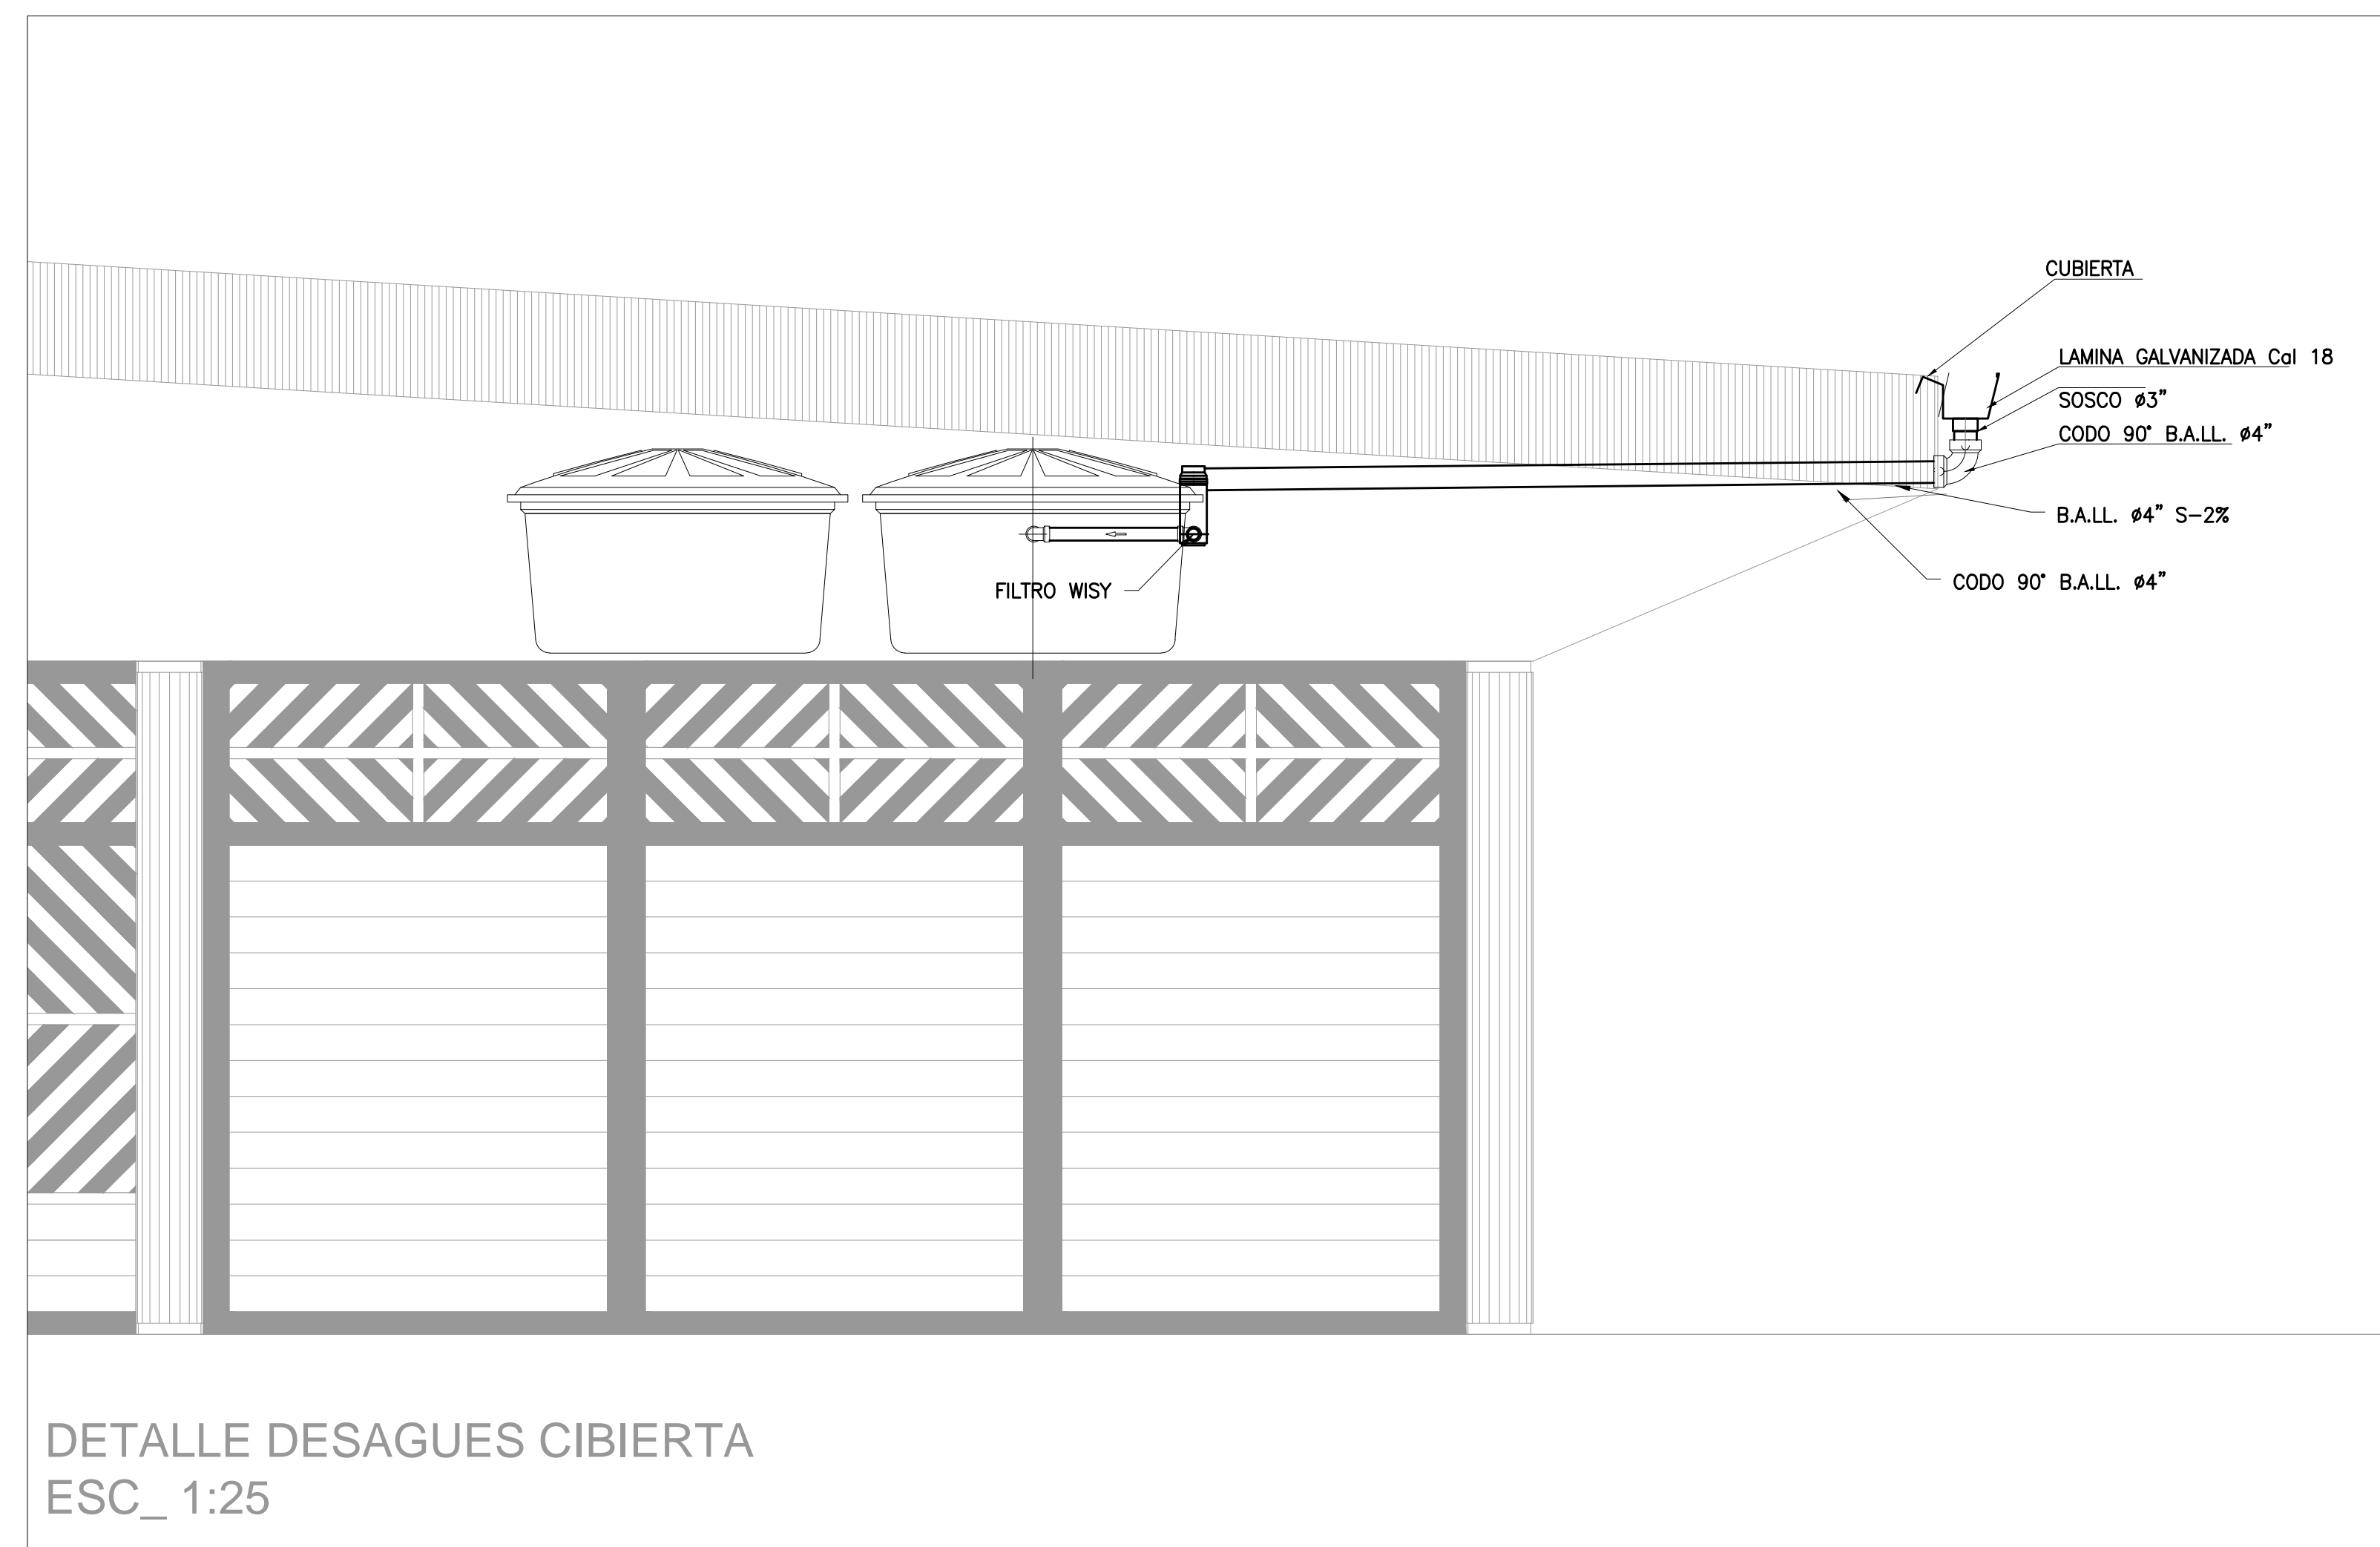 CUBIERTA
LAMINA GALVANIZADA Cal 18
SOSCO ø3"
CODO 90° B.A.LL. ø4"
B.A.LL. ø4" S-2%
CODO 90° B.A.LL. ø4"
FILTRO WISY
DETALLE DESAGUES CIBIERTA
ESC_ 1:25